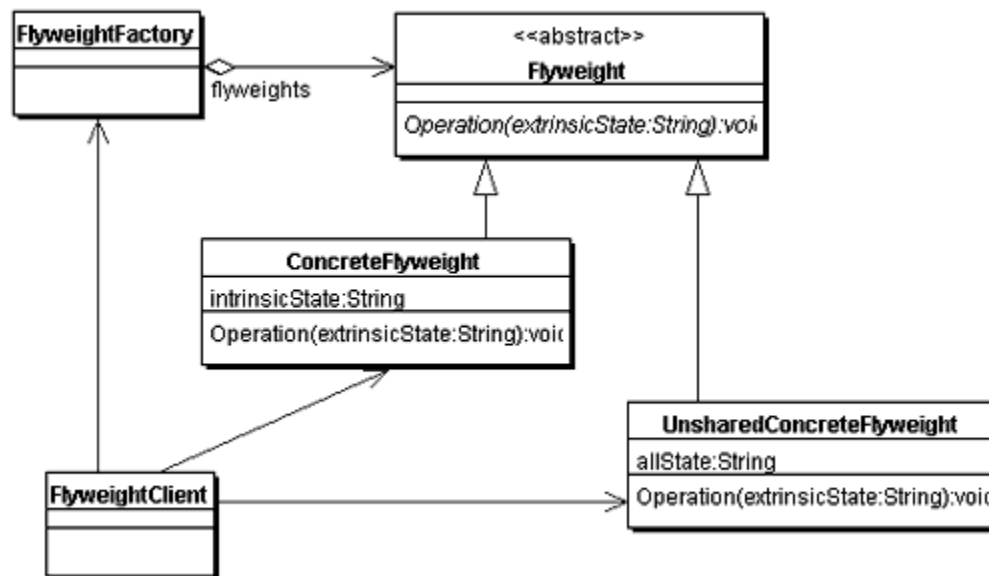 FlyweightFactory
flyweights
<<abstract>>
Flyweight
Operation(extrinsicState:String):voi
ConcreteFlyweight
intrinsicState:String
Operation(extrinsicState:String):voi
UnsharedConcreteFlyweight
allState:String
Operation(extrinsicState:String):void
FlyweightClient